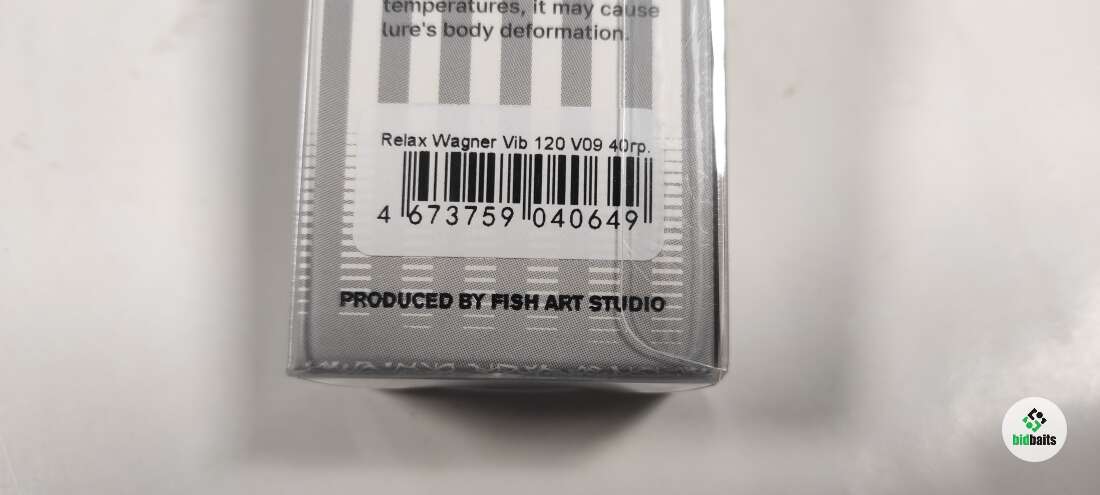 temperatures, it may cause
lure's body deformation.
Relax Wagner Vib 120 V09 40гр.
4 673759 040649
PRODUCED BY FISH ART STUDIO
bidbaits